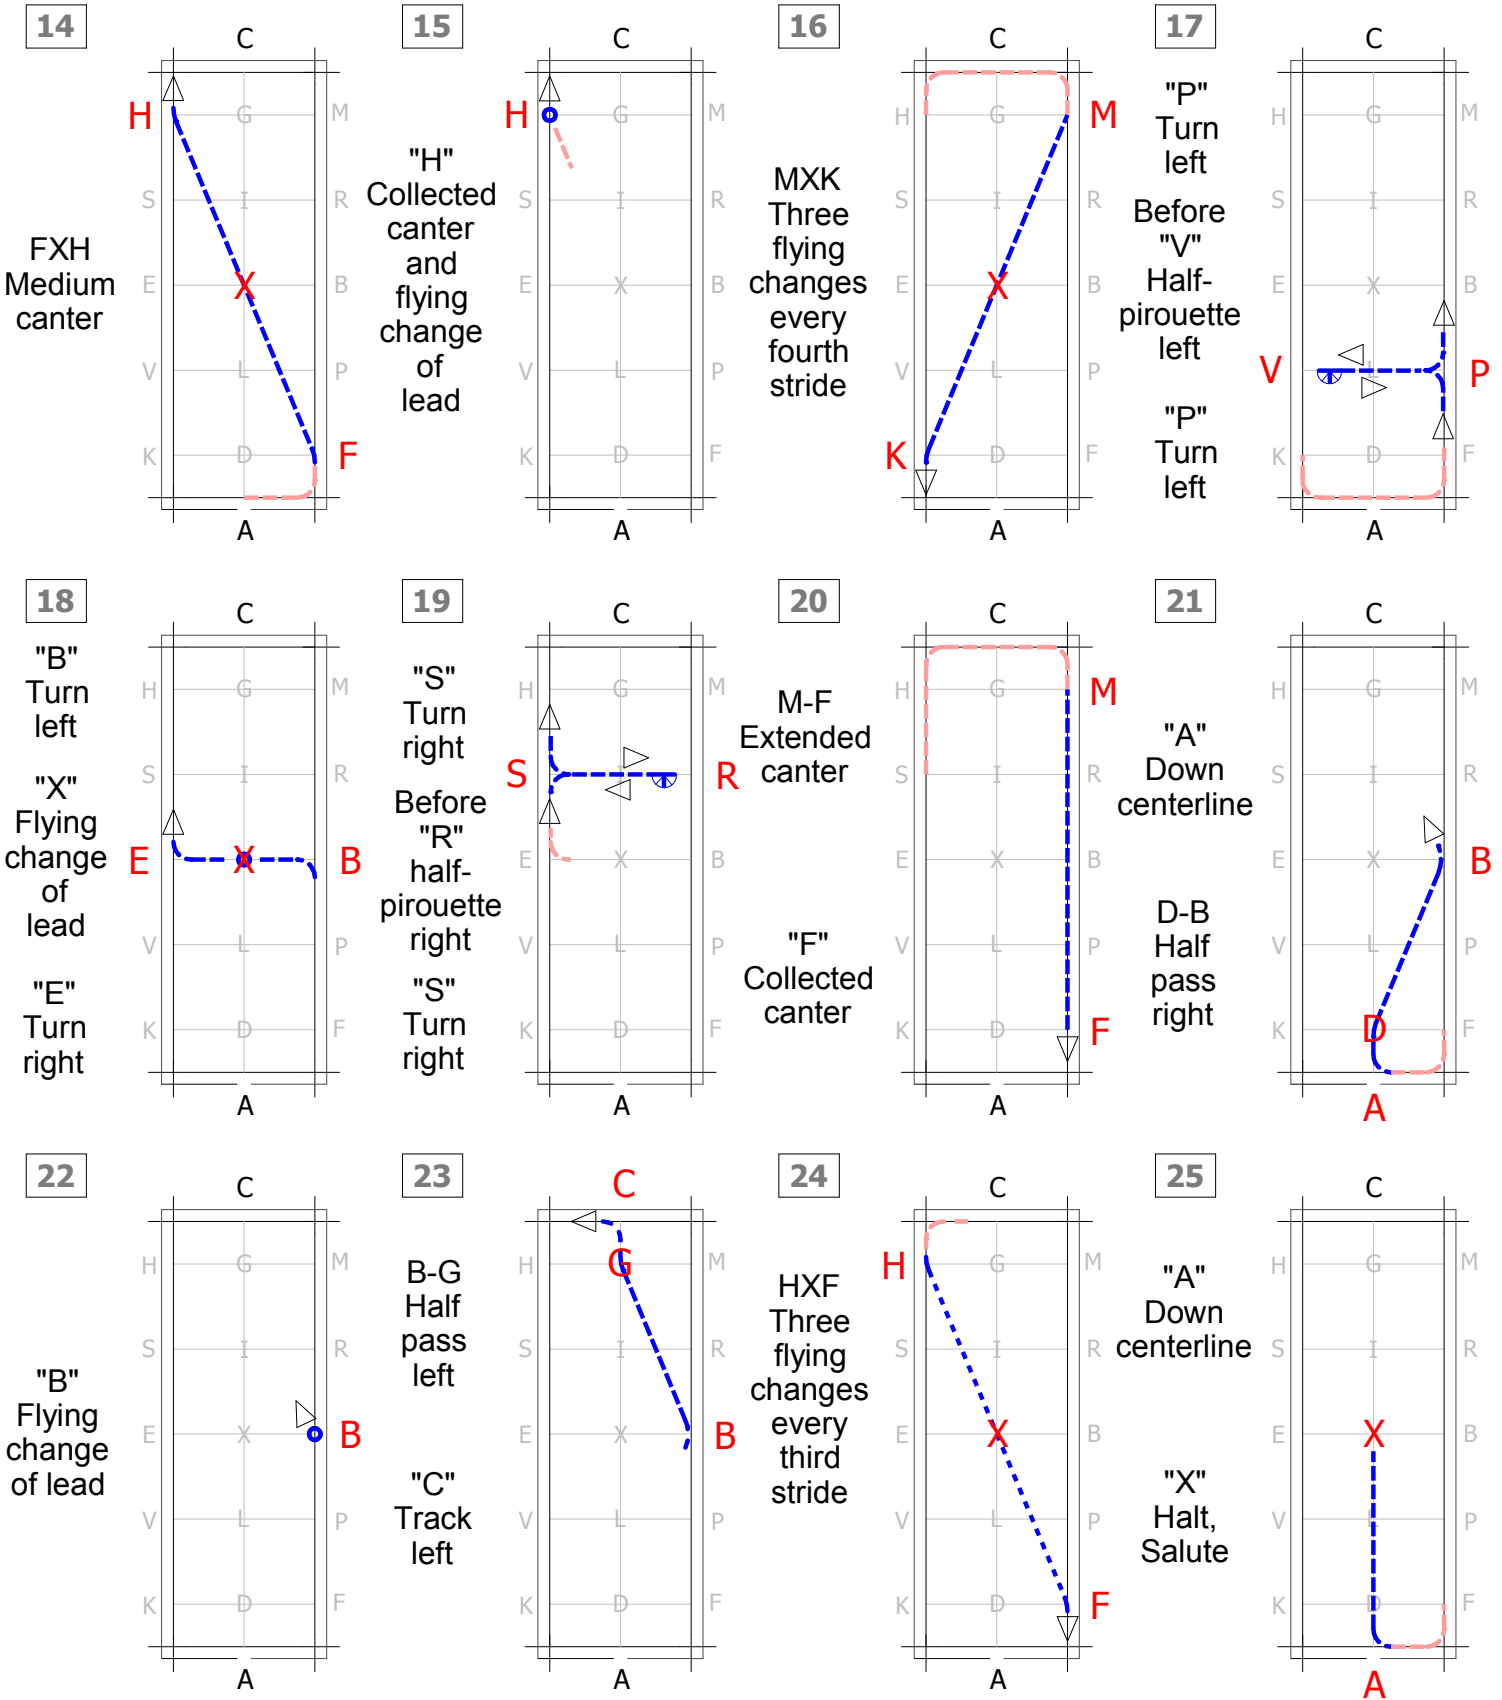 14
C
FXH
Medium
canter
H G M
S I R
E X B
V L P
K D F
A
15
C
"H"
Collected
canter
and
flying
change
of
lead
H G M
S I R
E X B
V L P
K D F
A
16
C
MXK
Three
flying
changes
every
fourth
stride
H G M
S I R
E X B
V L P
K D F
A
17
C
"P"
Turn
left
Before
"V"
Half-
pirouette
left
"P"
Turn
left
H G M
S I R
E X B
V L P
K D F
A
18
C
"B"
Turn
left
"X"
Flying
change
of
lead
"E"
Turn
right
H G M
S I R
E X B
V L P
K D F
A
19
C
"S"
Turn
right
Before
"R"
half-
pirouette
right
"S"
Turn
right
H G M
S I R
E X B
V L P
K D F
A
20
C
M-F
Extended
canter
"F"
Collected
canter
H G M
S I R
E X B
V L P
K D F
A
21
C
"A"
Down
centerline
D-B
Half
pass
right
H G M
S I R
E X B
V L P
K D F
A
22
C
"B"
Flying
change
of lead
H G M
S I R
E X B
V L P
K D F
A
23
C
B-G
Half
pass
left
"C"
Track
left
H G M
S I R
E X B
V L P
K D F
A
24
C
HXF
Three
flying
changes
every
third
stride
H G M
S I R
E X B
V L P
K D F
A
25
C
"A"
Down
centerline
"X"
Halt,
Salute
H G M
S I R
E X B
V L P
K D F
A